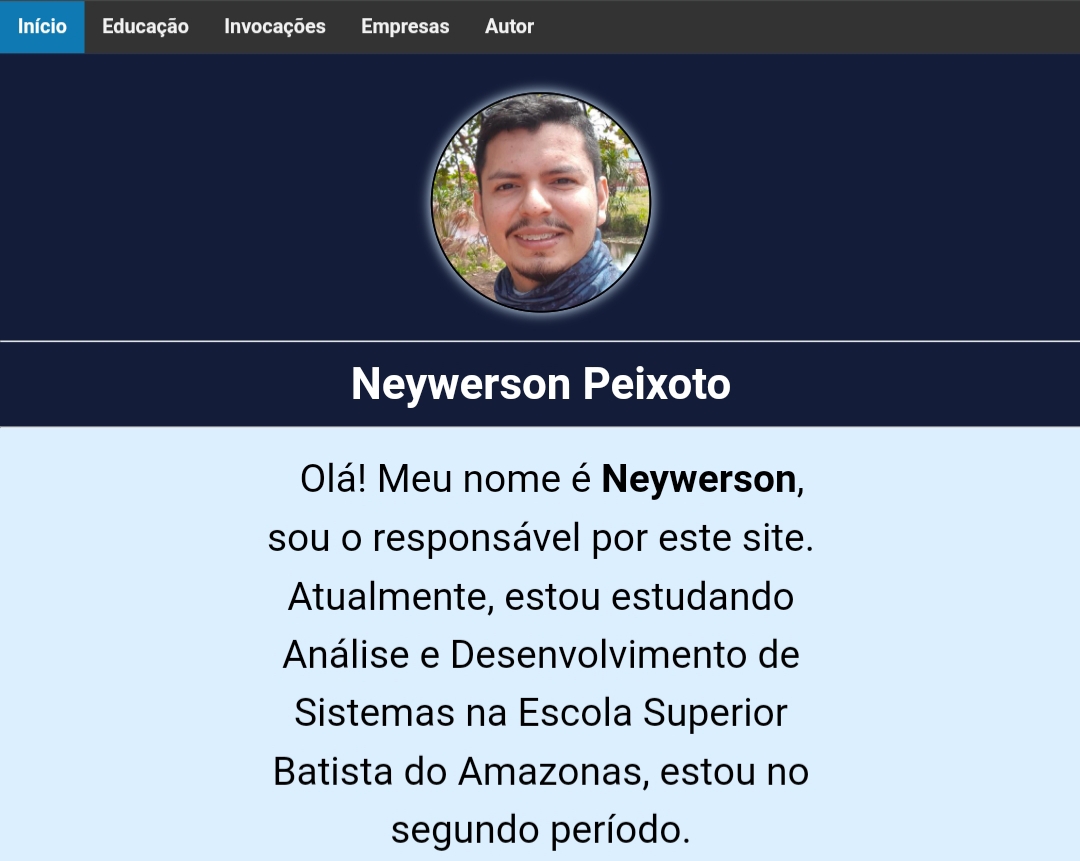 Início Educação Invocações Empresas Autor
Neywerson Peixoto
Olá! Meu nome é Neywerson,
sou o responsável por este site.
Atualmente, estou estudando
Análise e Desenvolvimento de
Sistemas na Escola Superior
Batista do Amazonas, estou no
segundo período.